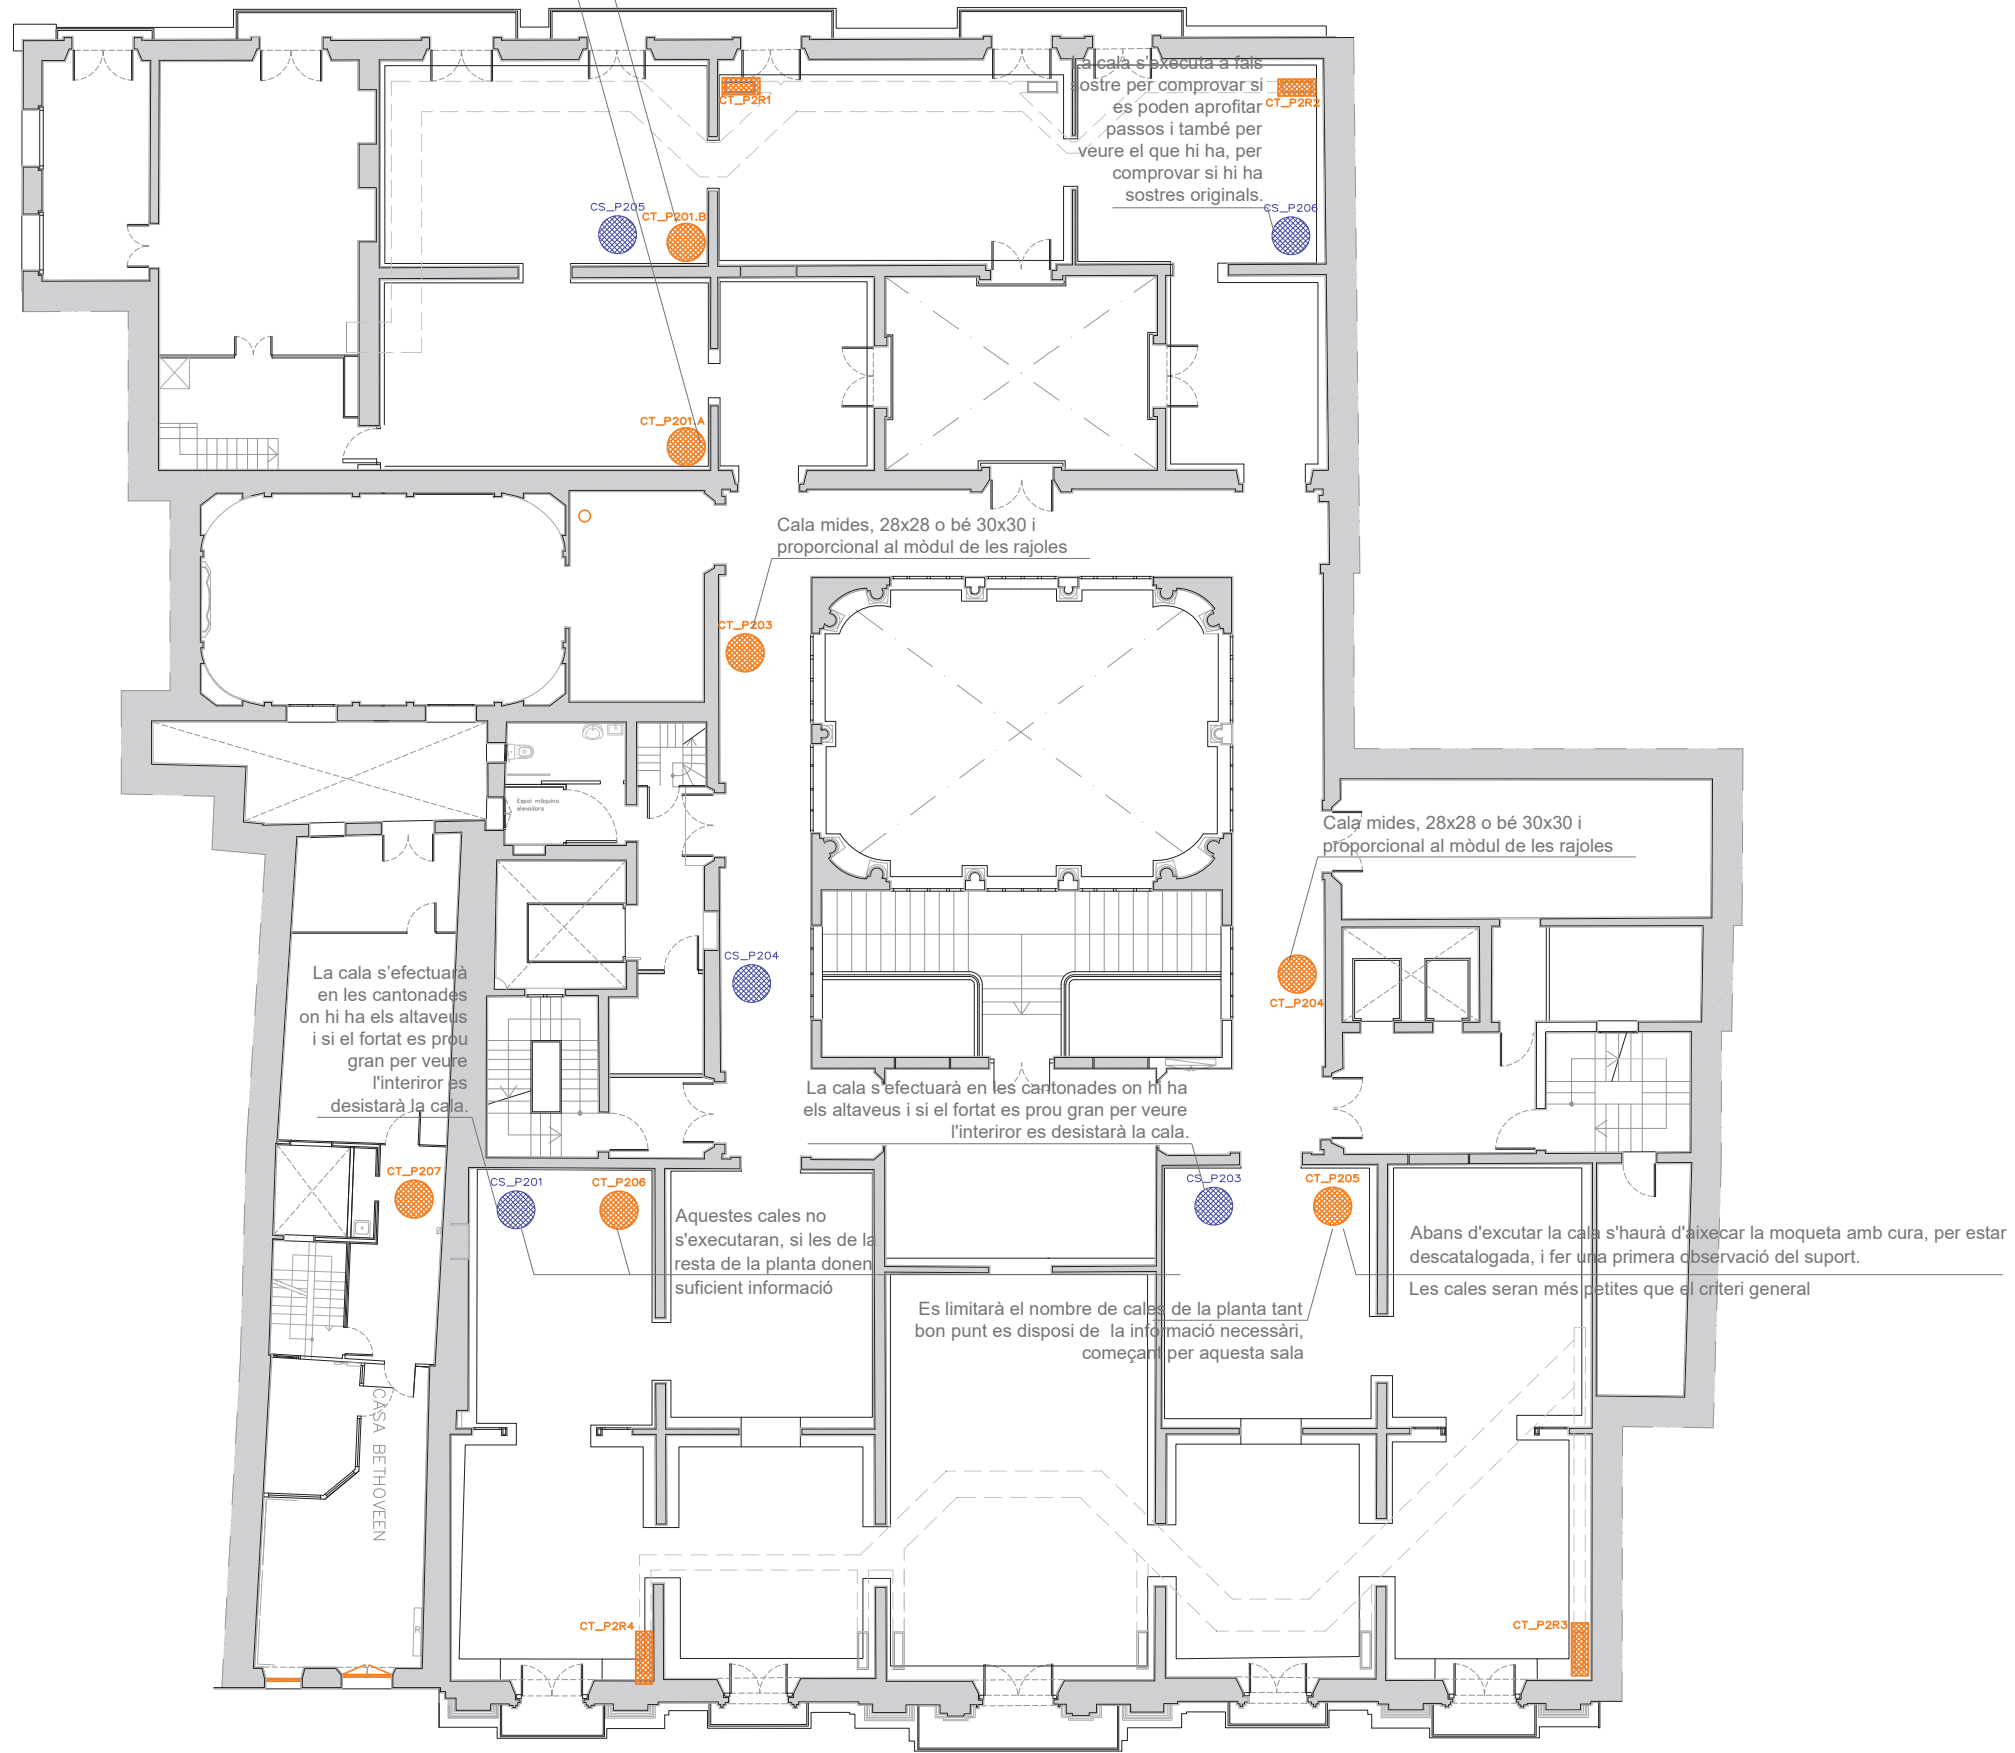 La cala s'executa a fals
sostre per comprovar si
es poden aprofitar
passos i també per
veure el que hi ha, per
comprovar si hi ha
sostres originals.
CT_P2R1
CT_P2R2
CS_P205
CT_P201.B
CS_P206
CT_P201.A
Cala mides, 28x28 o bé 30x30 i
proporcional al mòdul de les rajoles
CT_P203
Espai màquina
elevadora
Cala mides, 28x28 o bé 30x30 i
proporcional al mòdul de les rajoles
CS_P204
CT_P204
La cala s'efectuarà
en les cantonades
on hi ha els altaveus
i si el fortat es prou
gran per veure
l'interiror es
desistarà la cala.
La cala s'efectuarà en les cantonades on hi ha
els altaveus i si el fortat es prou gran per veure
l'interiror es desistarà la cala.
CT_P207
CS_P201
CT_P206
CS_P203
CT_P205
Aquestes cales no
s'executaran, si les de la
resta de la planta donen
suficient informació
Abans d'excutar la cala s'haurà d'aixecar la moqueta amb cura, per estar
descatalogada, i fer una primera observació del suport.
Les cales seran més petites que el criteri general
Es limitarà el nombre de cales de la planta tant
bon punt es disposi de la informació necessàri,
començant per aquesta sala
CASA BETHOVEEN
R
CT_P2R4
CT_P2R3